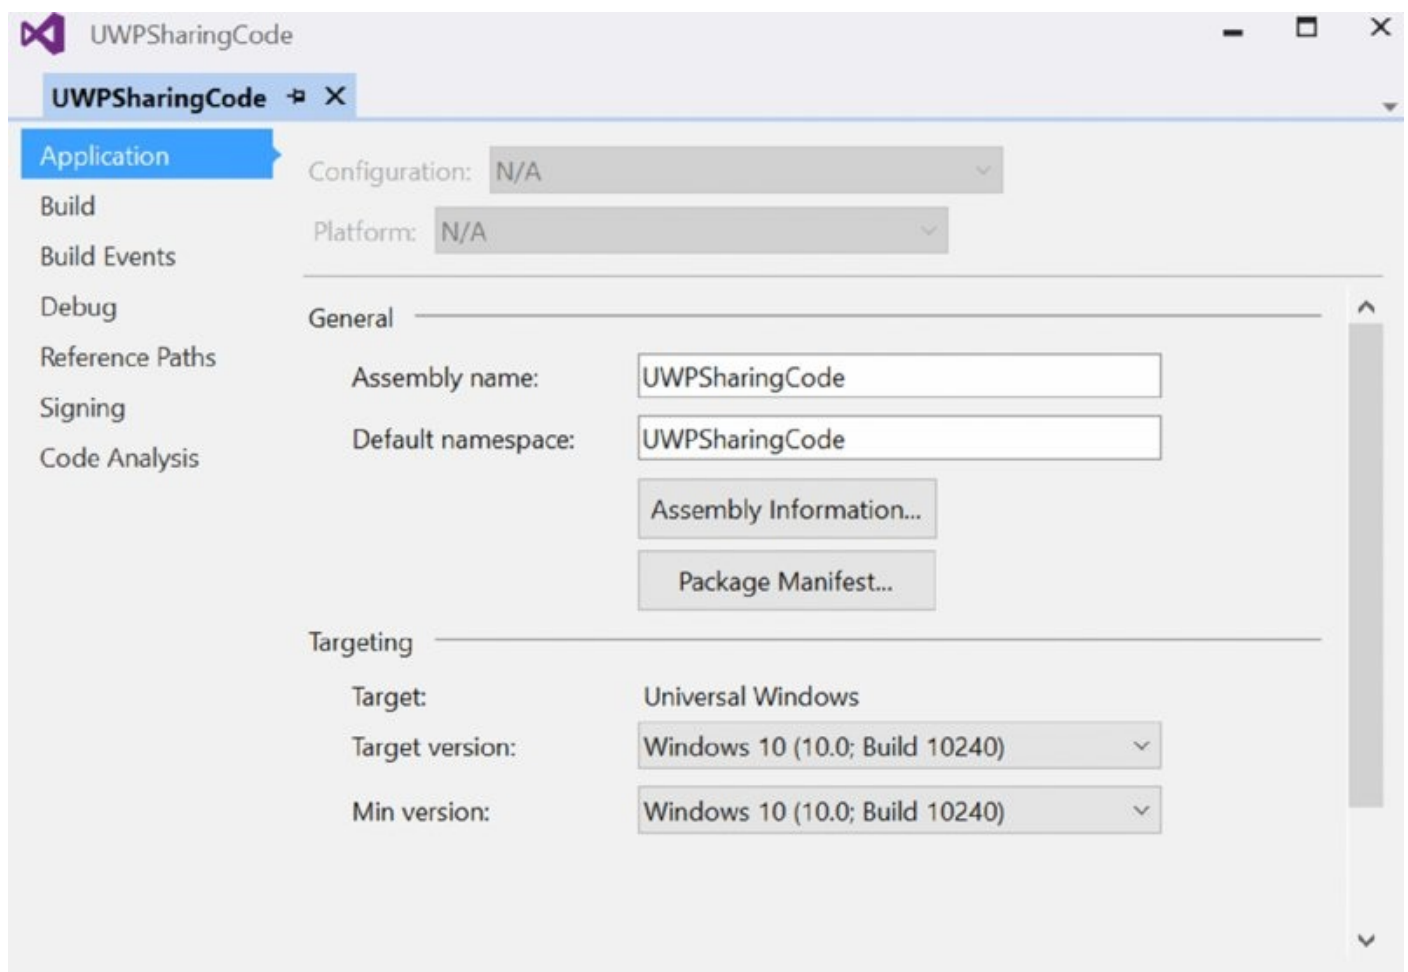 UWPSharingCode
UWPSharingCode
Application
Build
Build Events
Debug
Reference Paths
Signing
Code Analysis
Configuration: N/A
Platform: N/A
General
Assembly name: UWPSharingCode
Default namespace: UWPSharingCode
Assembly Information...
Package Manifest...
Targeting
Target: Universal Windows
Target version: Windows 10 (10.0; Build 10240)
Min version: Windows 10 (10.0; Build 10240)